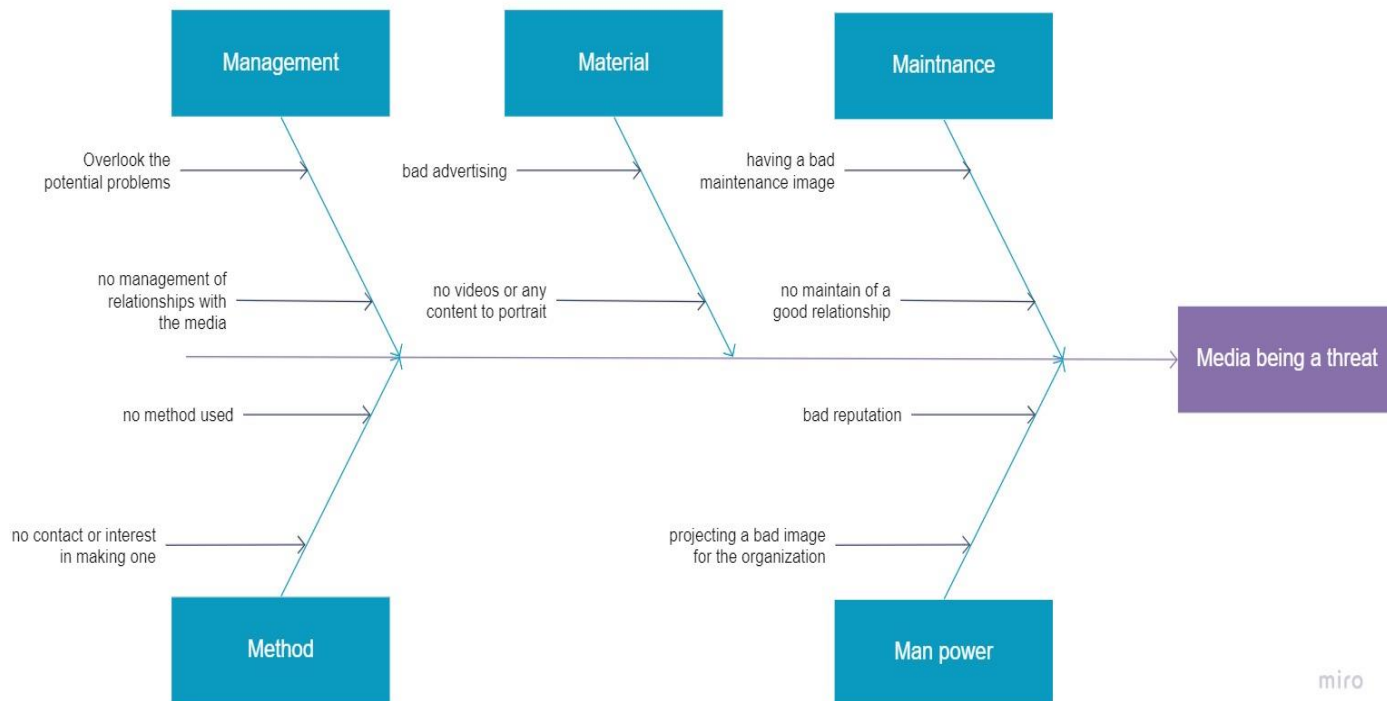 Management
Material
Maintnance
Overlook the
potential problems
bad advertising
having a bad
maintenance image
no management of
relationships with
the media
no videos or any
content to portrait
no maintain of a
good relationship
Media being a threat
no method used
bad reputation
no contact or interest
in making one
projecting a bad image
for the organization
Method
Man power
miro